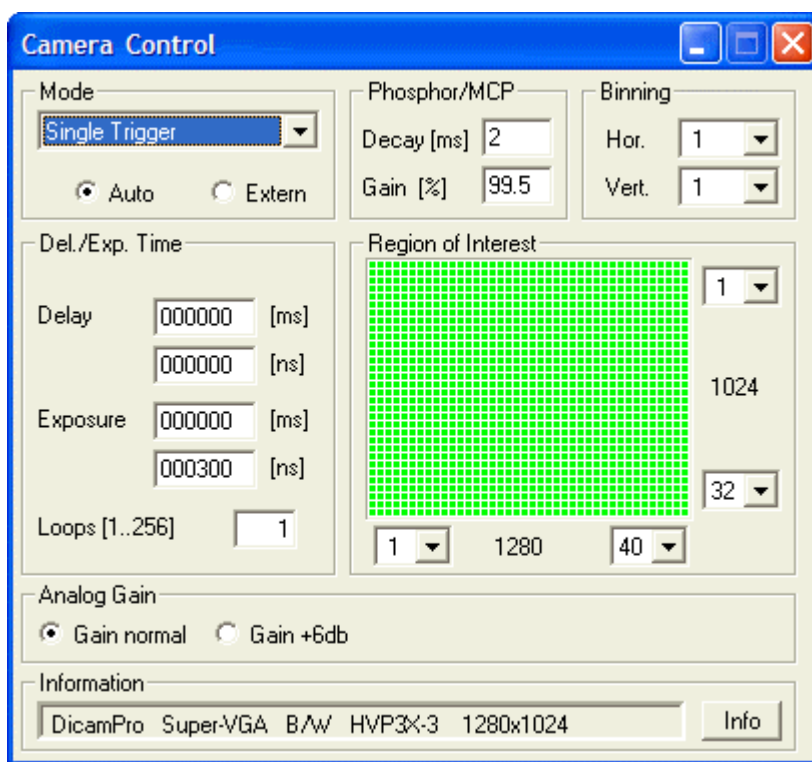 Camera Control
Mode
Single Trigger
Auto Extern
Phosphor/MCP
Decay [ms] 2
Gain [%] 99.5
Binning
Hor. 1
Vert. 1
Del./Exp. Time
Delay 000000 [ms]
000000 [ns]
Exposure 000000 [ms]
000300 [ns]
Loops [1..256] 1
Region of Interest
1
1024
32
1 1280 40
Analog Gain
Gain normal Gain +6db
Information
DicamPro Super-VGA B/W HVP3X-3 1280x1024 Info